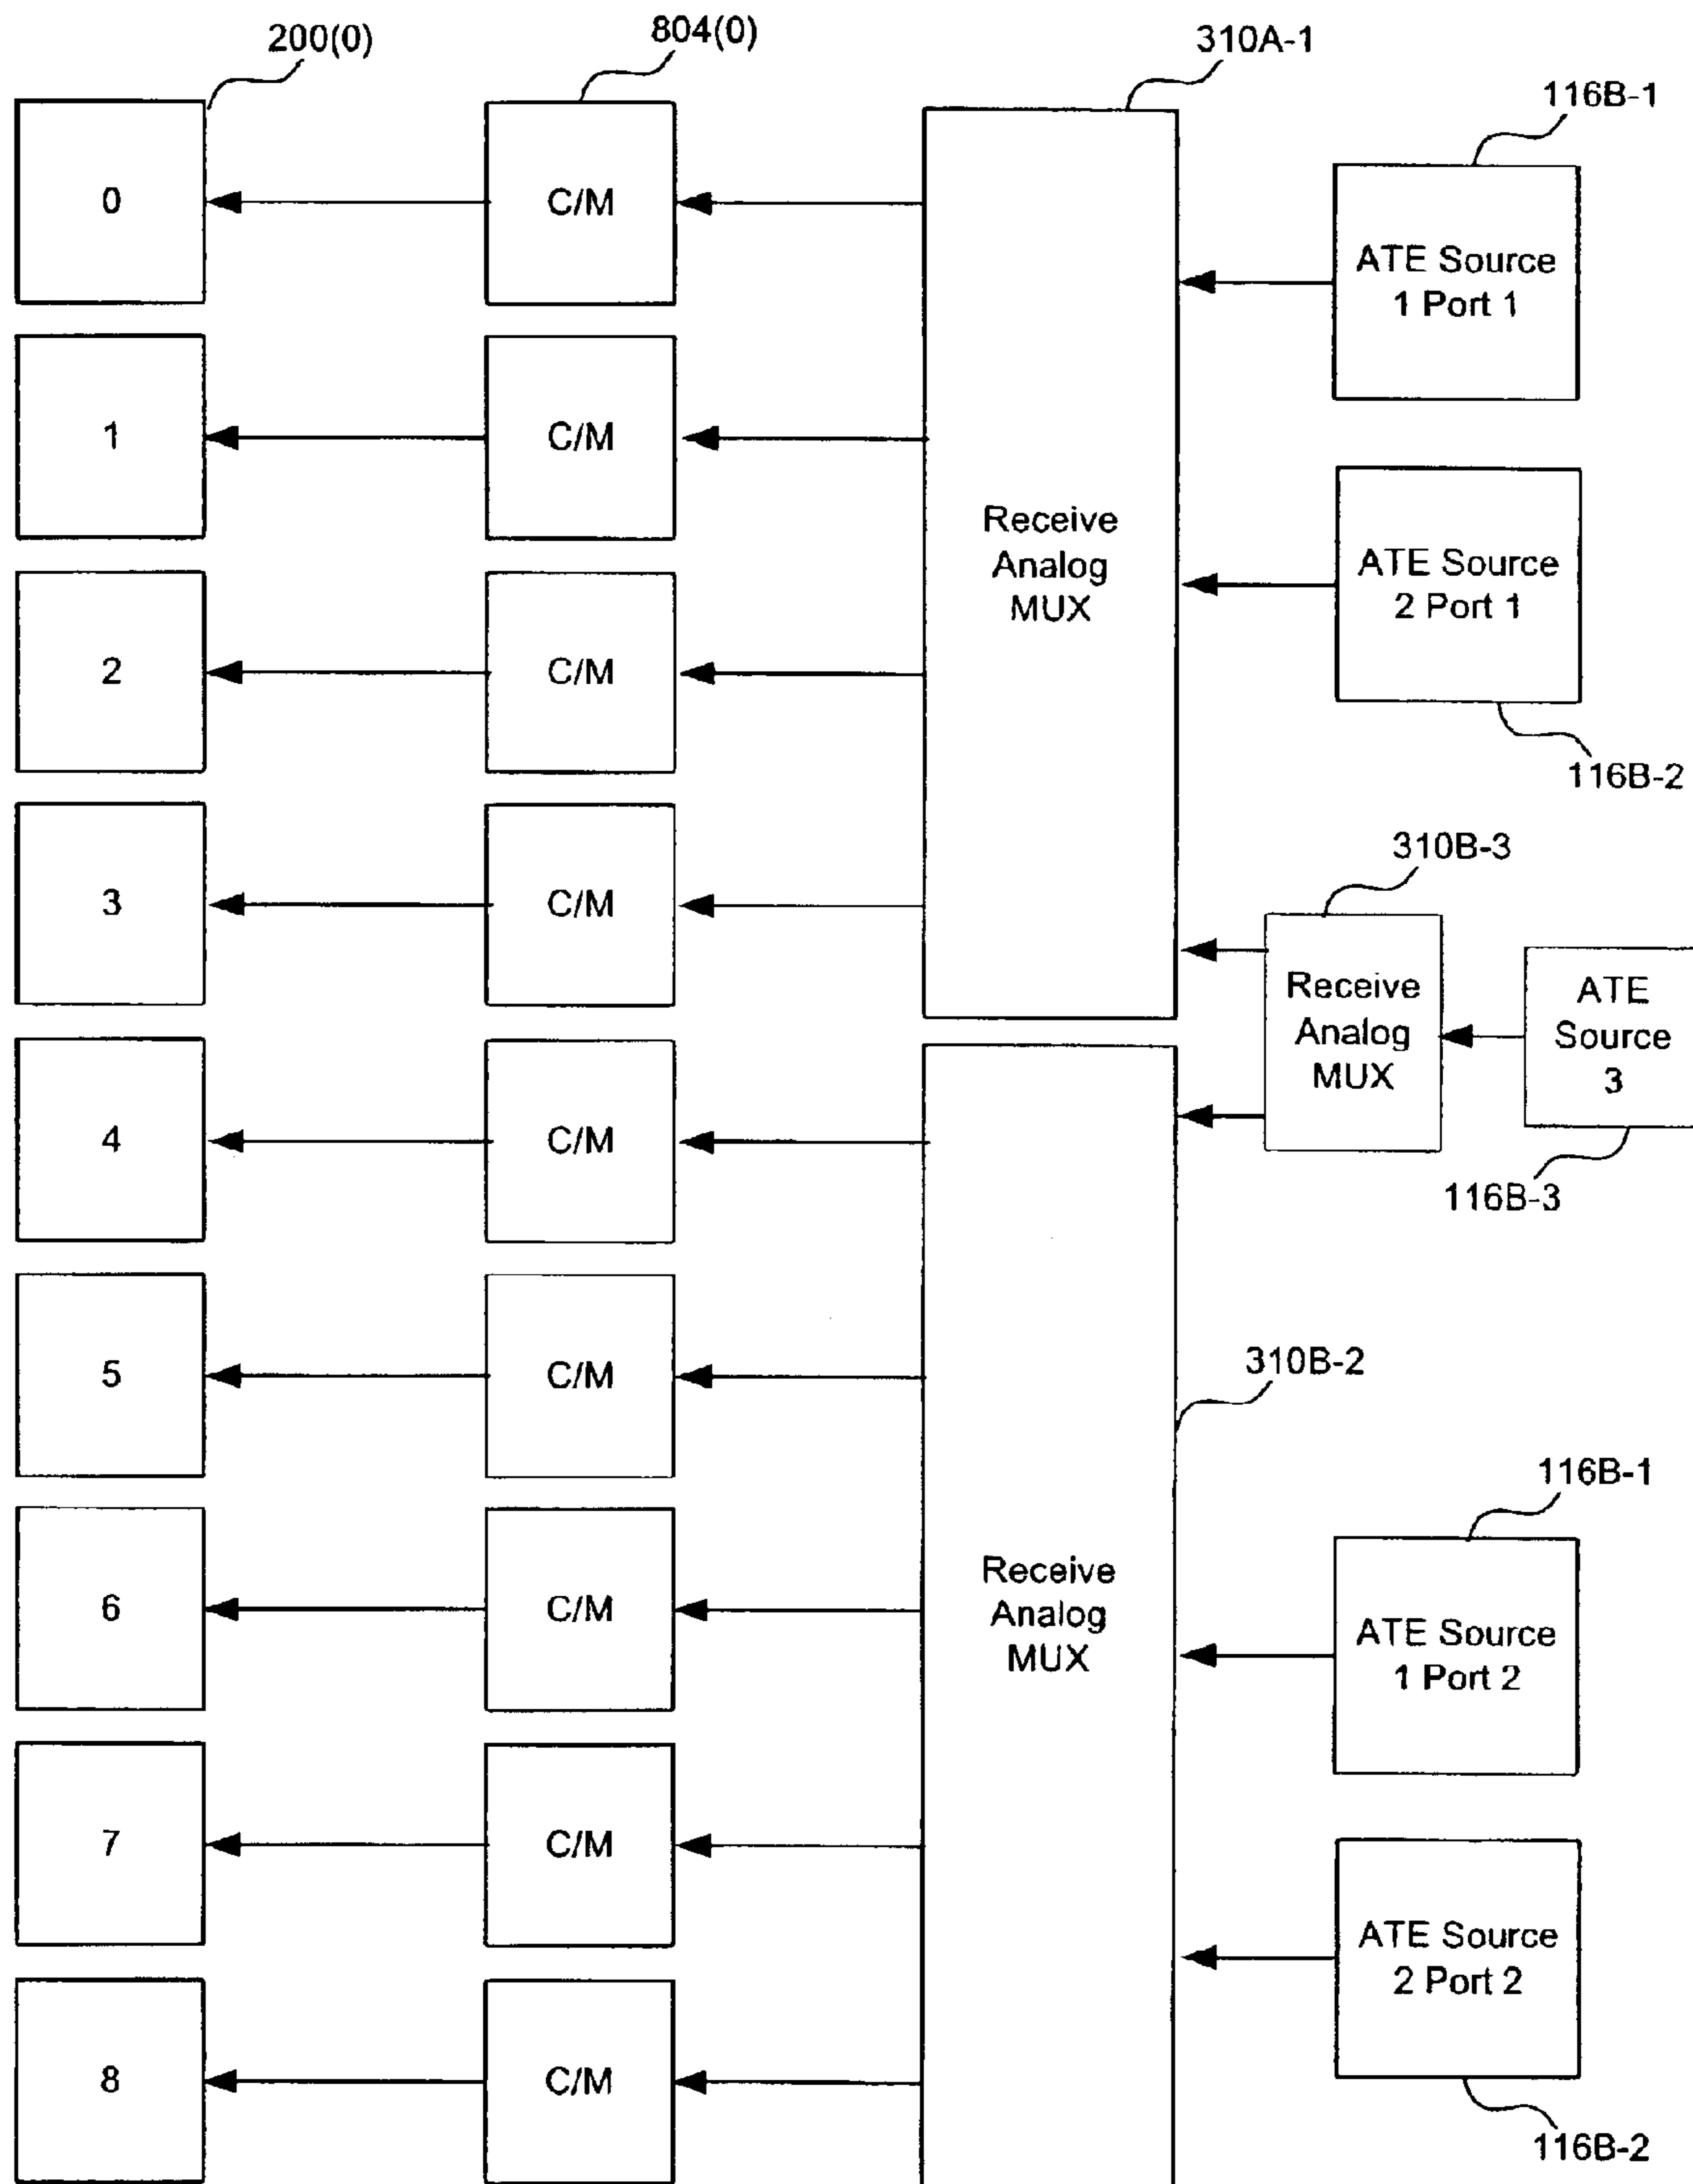 200(0)
804(0)
310A-1
116B-1
0
C/M
ATE Source
1 Port 1
1
C/M
Receive
Analog
MUX
ATE Source
2 Port 1
2
C/M
116B-2
310B-3
3
C/M
Receive
Analog
MUX
ATE
Source
3
4
C/M
116B-3
5
C/M
310B-2
116B-1
6
C/M
Receive
Analog
MUX
ATE Source
1 Port 2
7
C/M
ATE Source
2 Port 2
8
C/M
116B-2